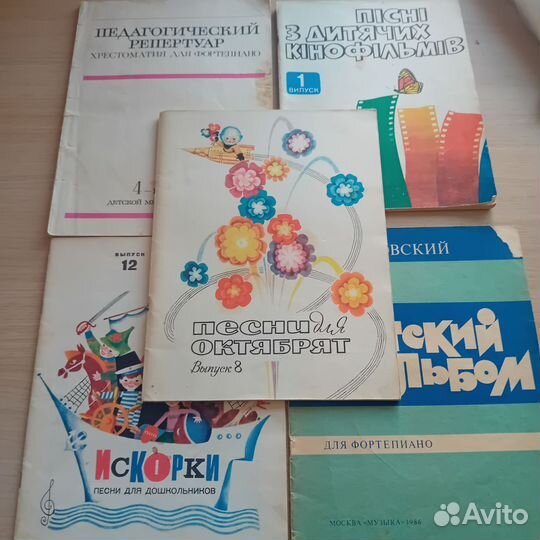 ПЕДАГОГИЧЕСКИЙ
РЕПЕРТУАР
ХРЕСТОМАТИЯ ДЛЯ ФОРТЕПИАНО
4
ДЕТСКОЙ
ПІСНІ
З ДИТЯЧИХ
КІНОФІЛЬМІВ
1
ВИПУСК
ПЕСНИ для
ОКТЯБРЯТ
Выпуск 8
ВЫПУСК
12
ИСКОРКИ
ПЕСНИ ДЛЯ ДОШКОЛЬНИКОВ
ОВСКИЙ
ТСКИЙ
ЛЬБОМ
ДЛЯ ФОРТЕПИАНО
МОСКВА «МУЗЫКА» 1986
Avito